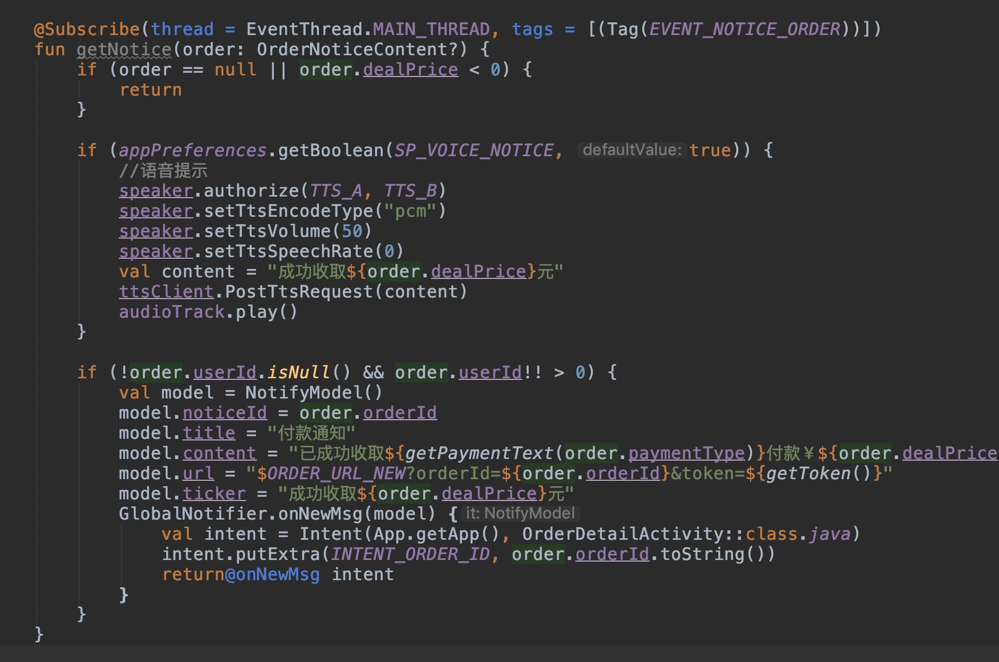 @Subscribe(thread = EventThread.MAIN_THREAD, tags = [(Tag(EVENT_NOTICE_ORDER))])
fun getNotice(order: OrderNoticeContent?) {
    if (order == null || order.dealPrice < 0) {
        return
    }

    if (appPreferences.getBoolean(SP_VOICE_NOTICE, defaultValue: true)) {
        //语音提示
        speaker.authorize(TTS_A, TTS_B)
        speaker.setTtsEncodeType("pcm")
        speaker.setTtsVolume(50)
        speaker.setTtsSpeechRate(0)
        val content = "成功收取${order.dealPrice}元"
        ttsClient.PostTtsRequest(content)
        audioTrack.play()
    }

    if (!order.userId.isNull() && order.userId!! > 0) {
        val model = NotifyModel()
        model.noticeId = order.orderId
        model.title = "付款通知"
        model.content = "已成功收取${getPaymentText(order.paymentType)}付款￥${order.dealPrice
        model.url = "$ORDER_URL_NEW?orderId=${order.orderId}&token=${getToken()}"
        model.ticker = "成功收取${order.dealPrice}元"
        GlobalNotifier.onNewMsg(model) { it: NotifyModel
            val intent = Intent(App.getApp(), OrderDetailActivity::class.java)
            intent.putExtra(INTENT_ORDER_ID, order.orderId.toString())
            return@onNewMsg intent
        }
    }
}